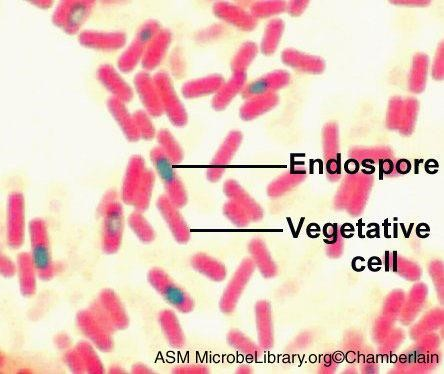 Endospore
Vegetative
cell
ASM MicrobeLibrary.org©Chamberlain